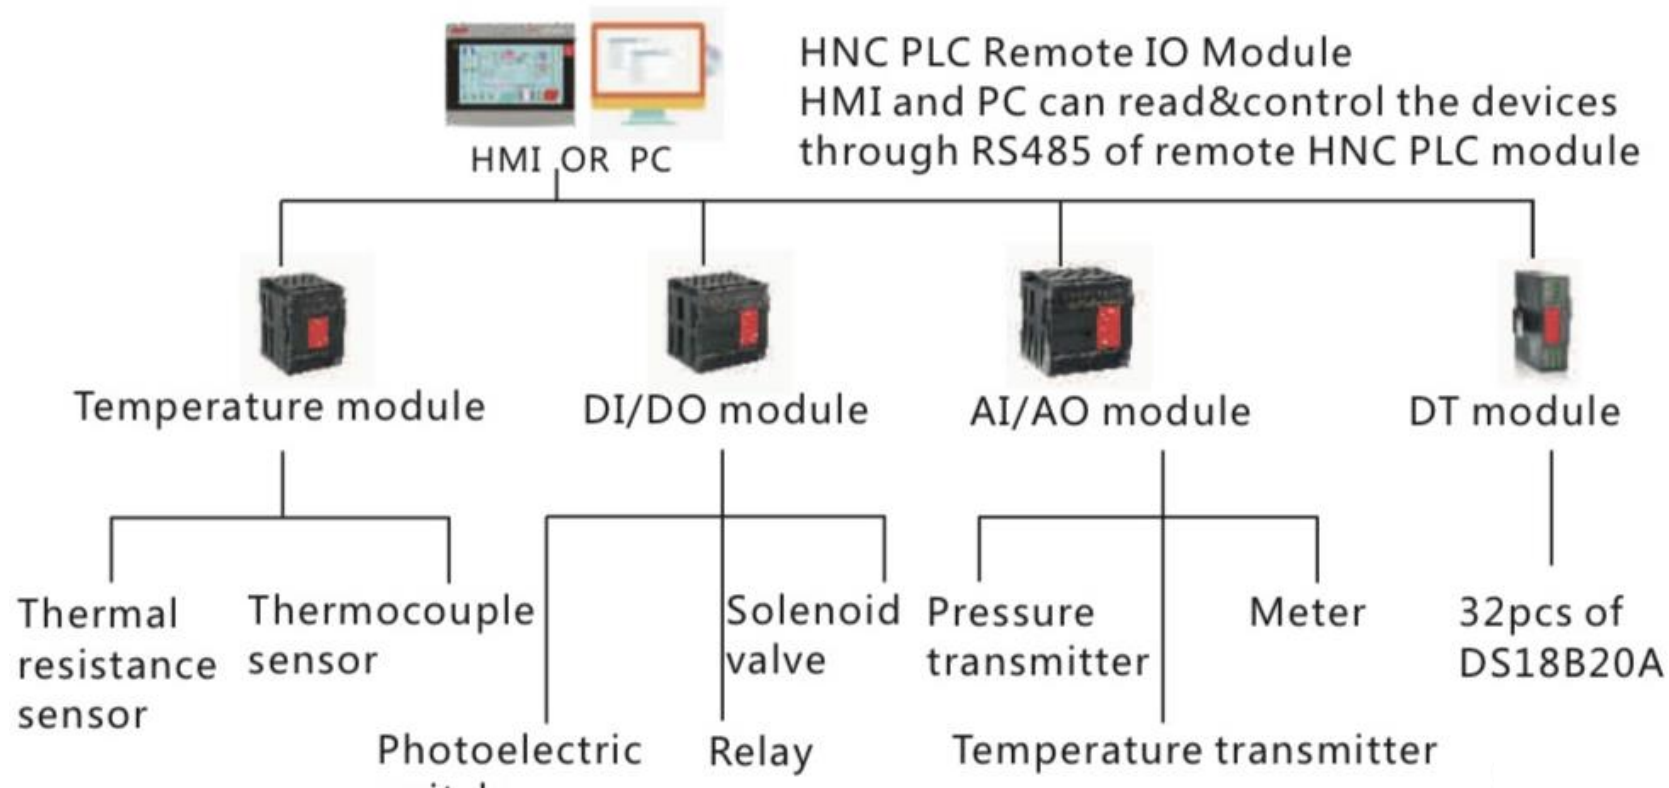 HNC PLC Remote IO Module
HMI and PC can read&control the devices
through RS485 of remote HNC PLC module
HMI OR PC
Temperature module
DI/DO module
AI/AO module
DT module
Thermal
resistance
sensor
Thermocouple
sensor
Photoelectric
Relay
Solenoid
valve
Pressure
transmitter
Temperature transmitter
Meter
32pcs of
DS18B20A